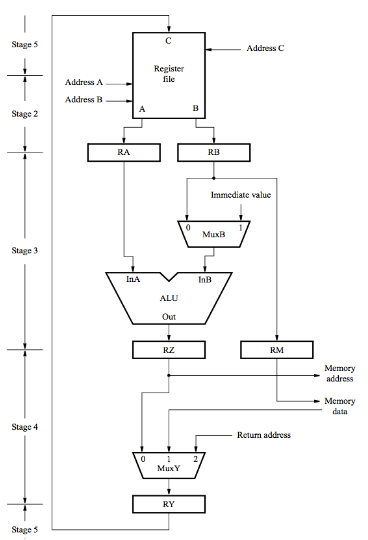 C
Stage 5
Address C
Register
file
Address A
Address B
Stage 2
A
B
RA
RB
Immediate value
0
1
MuxB
Stage 3
InA
InB
ALU
Out
RZ
RM
Memory
address
Memory
data
Stage 4
Return address
0 1 2
MuxY
RY
Stage 5